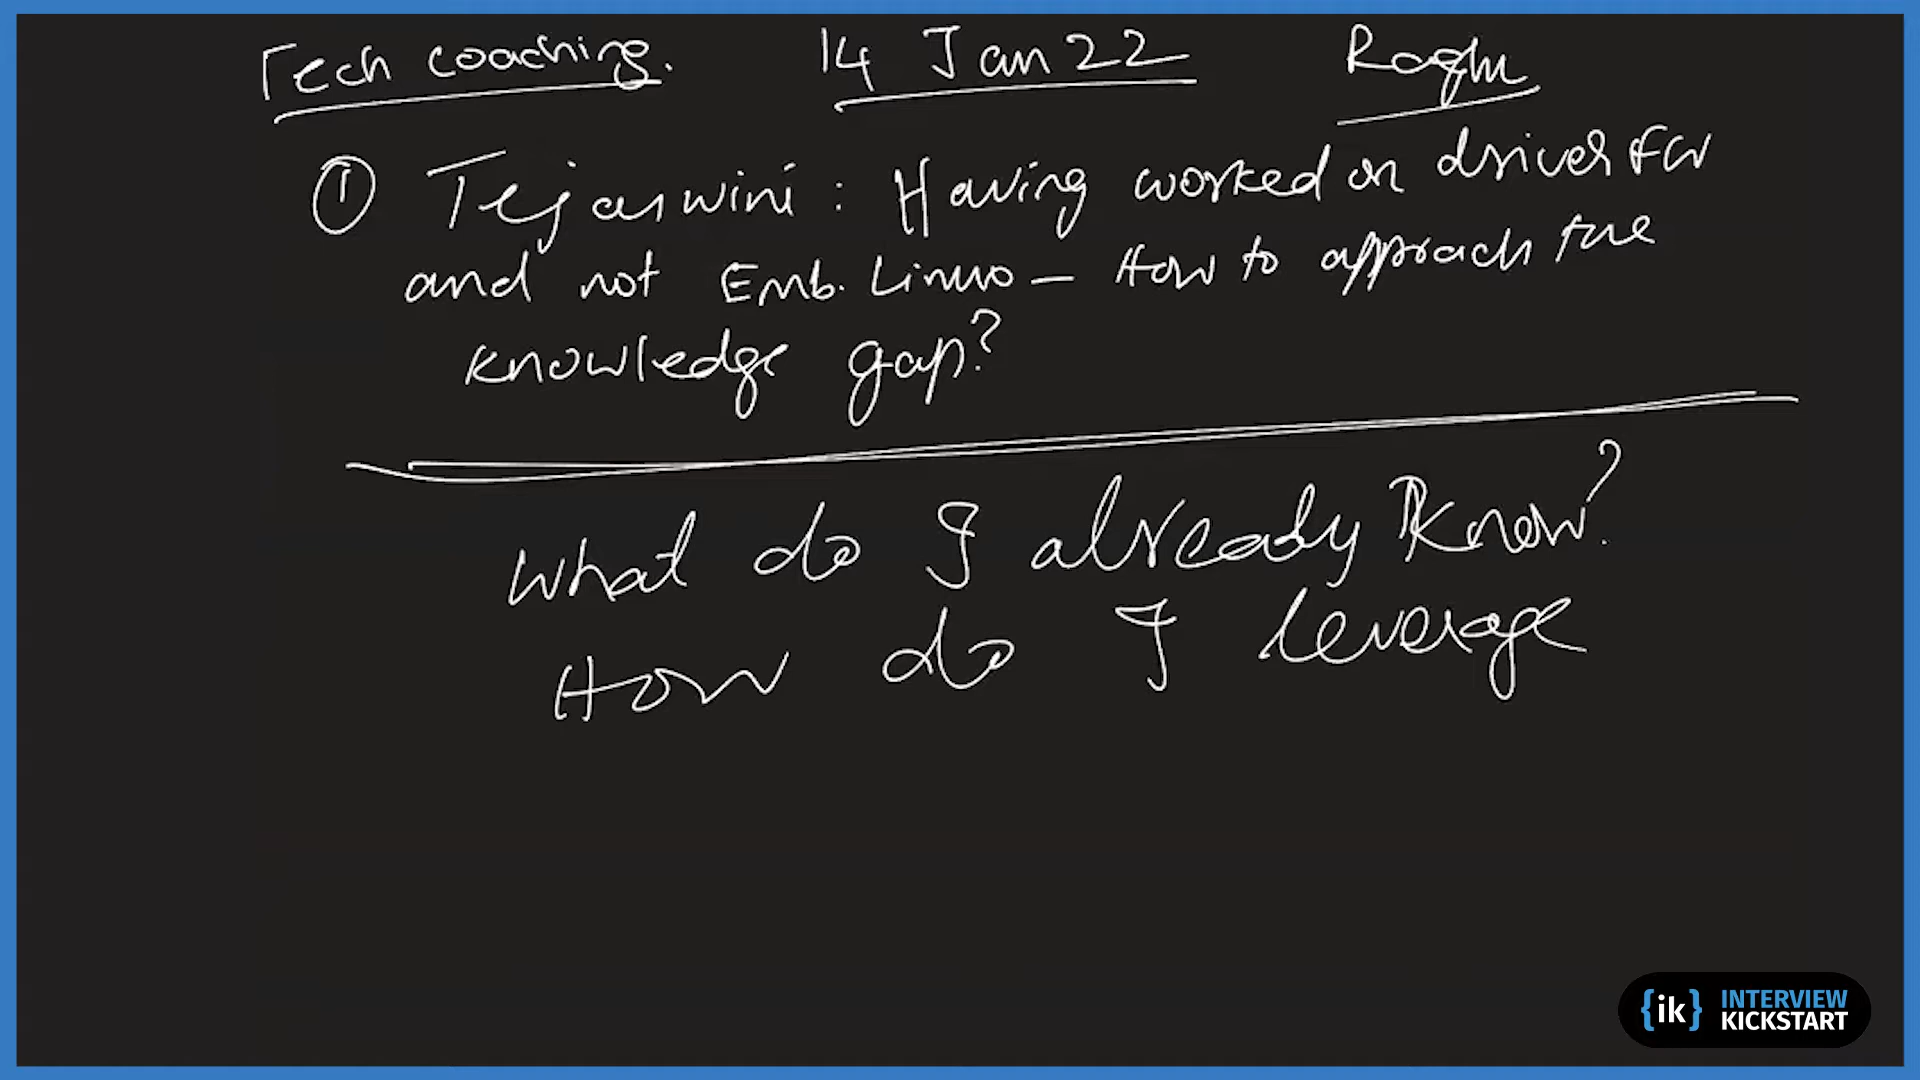 Tech coaching. 14 Jan 22 Raghu
① Tejaswini: Having worked on driver FW
and not Emb. Linux - How to approach the
knowledge gap?
What do I already know?
How do I leverage
{ik} INTERVIEW
KICKSTART